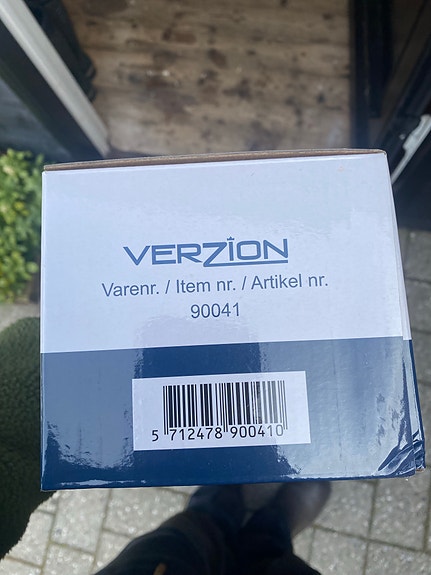 VERZION
Varenr. / Item nr. / Artikel nr.
90041
5 712478 900410